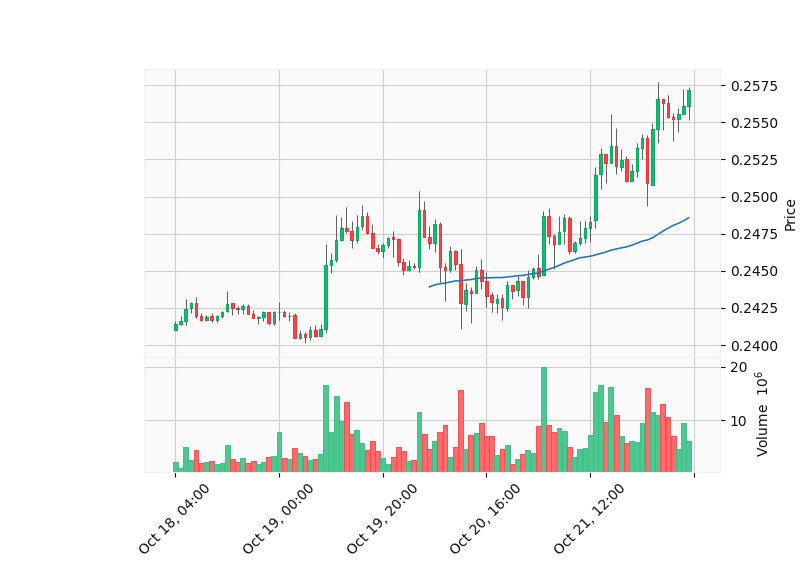 0.2575
0.2550
0.2525
0.2500
0.2475
0.2450
0.2425
0.2400
Price
20
10
Volume 10^6
Oct 18, 04:00
Oct 19, 00:00
Oct 19, 20:00
Oct 20, 16:00
Oct 21, 12:00